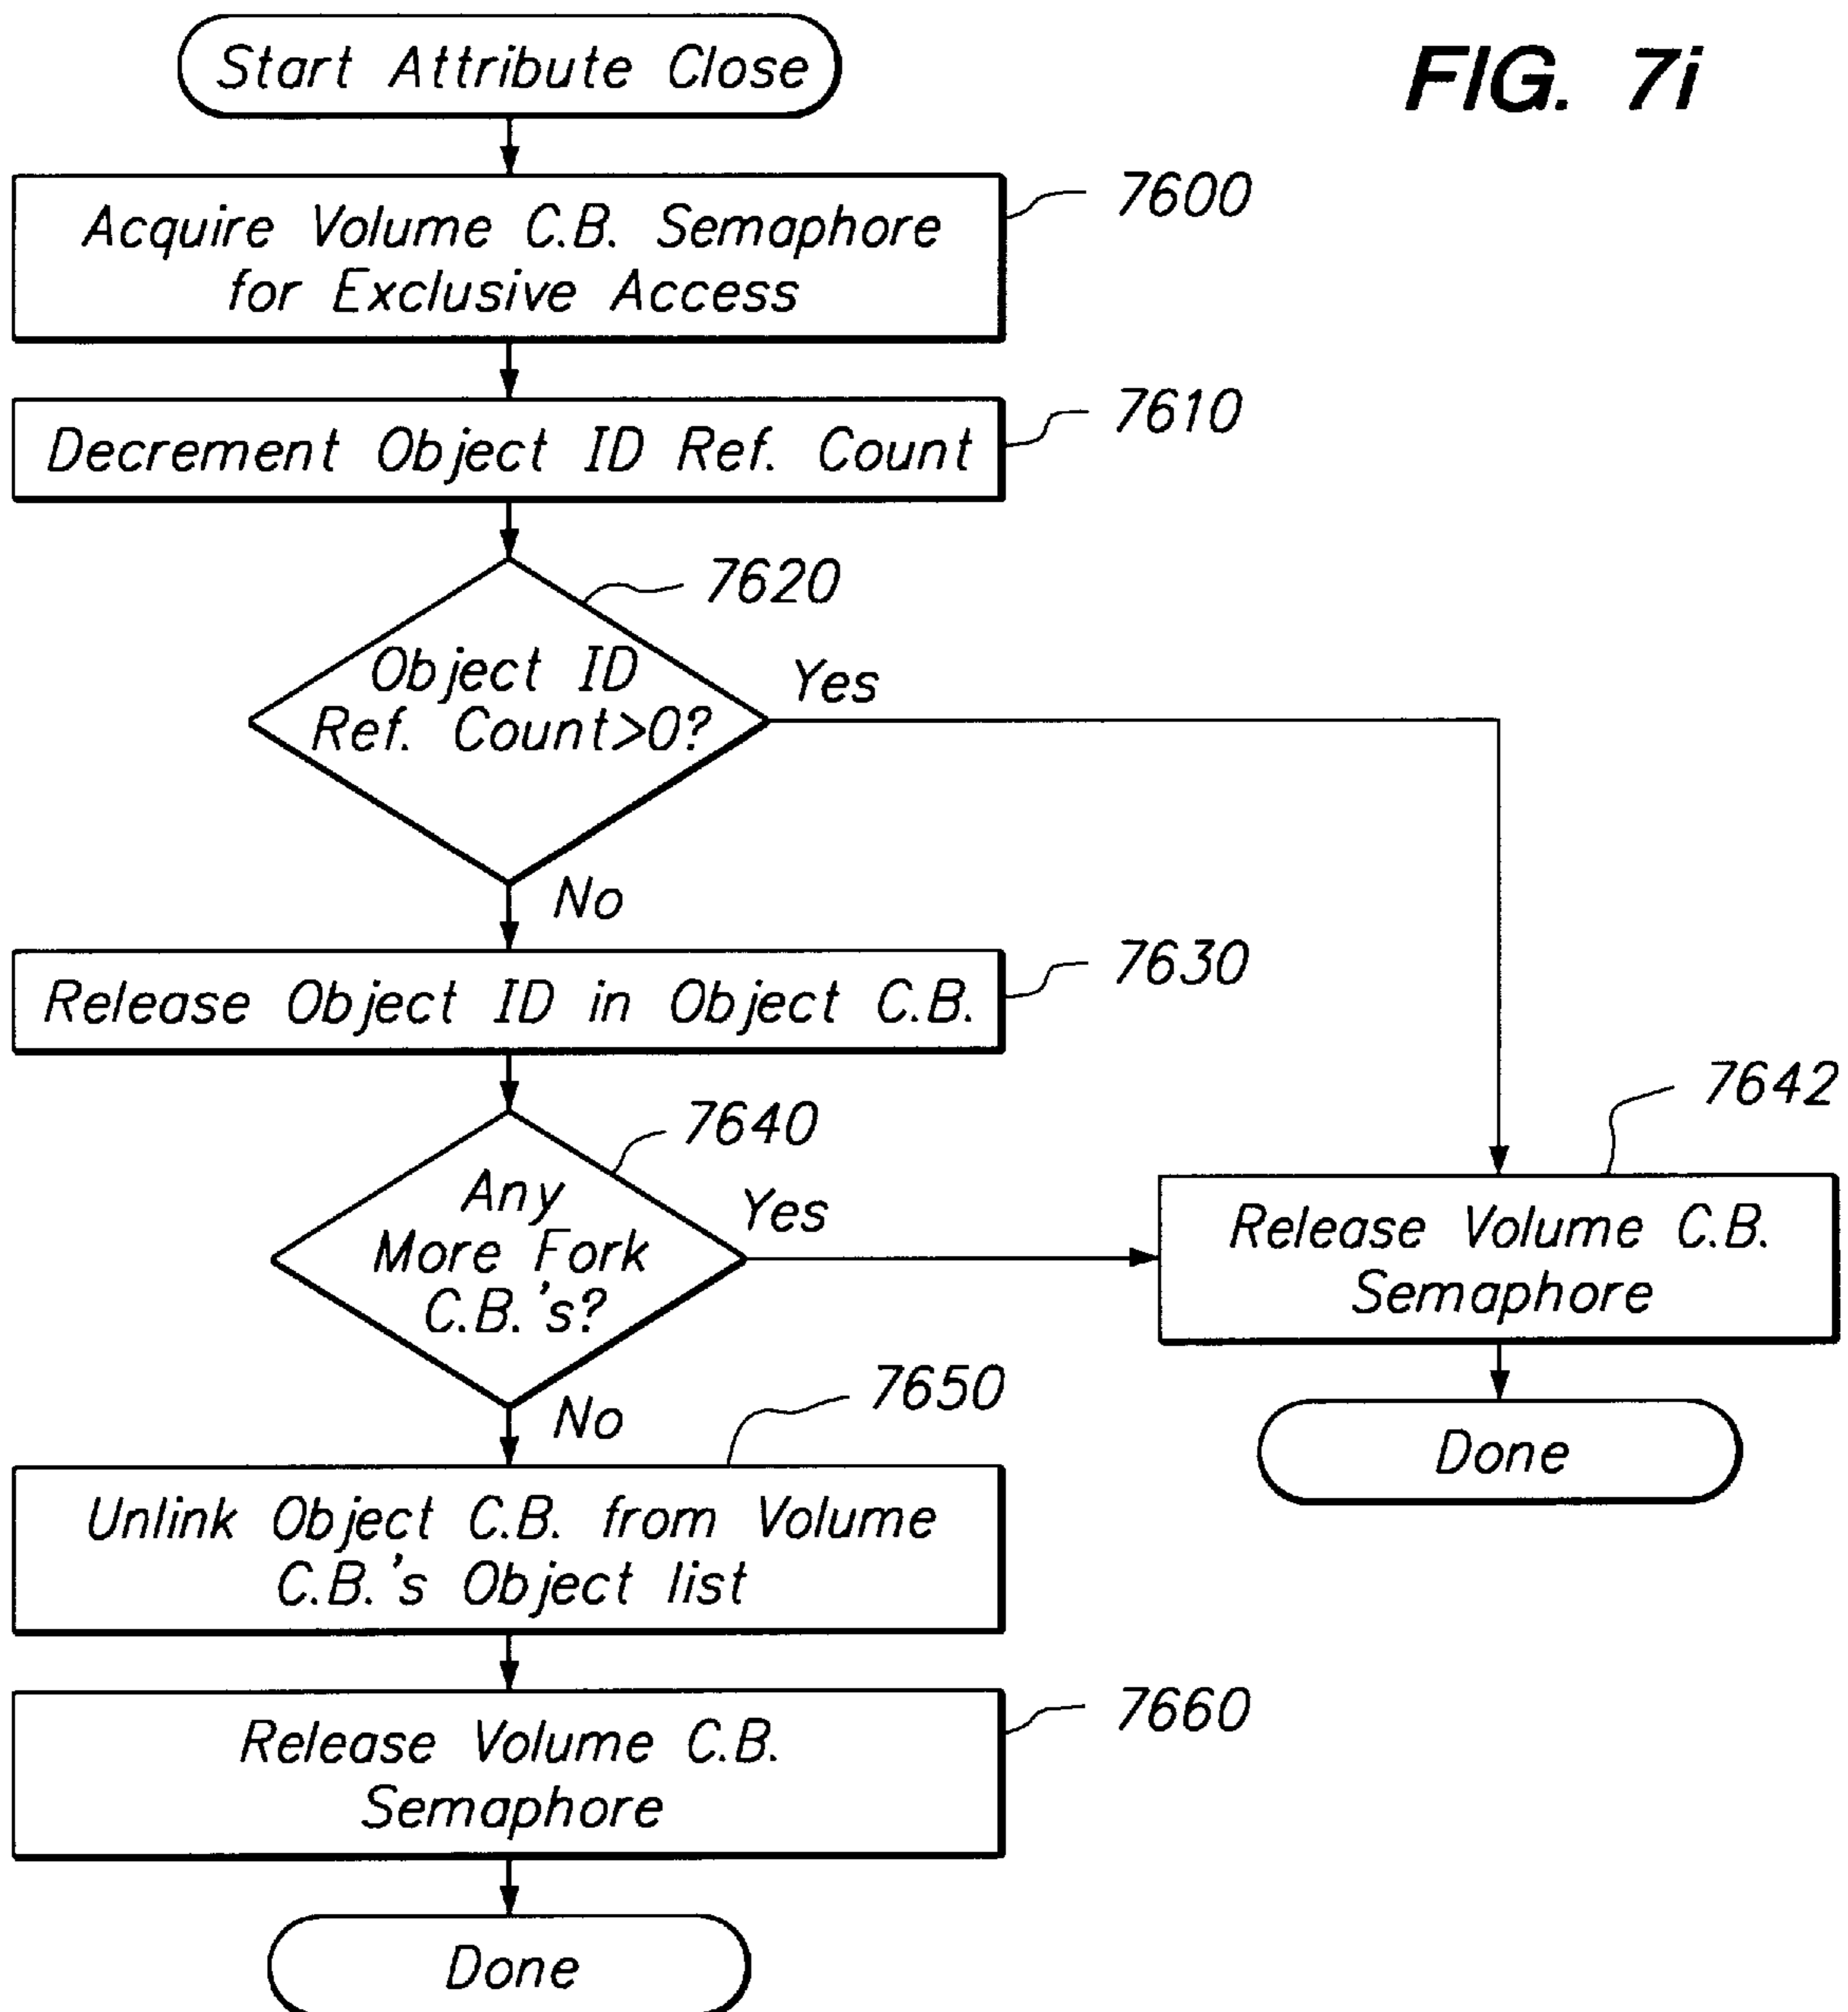 Start Attribute Close
FIG. 7i
Acquire Volume C.B. Semaphore
for Exclusive Access
7600
Decrement Object ID Ref. Count
7610
7620
Object ID
Ref. Count>0?
Yes
No
Release Object ID in Object C.B.
7630
7640
Any
More Fork
C.B.'s?
Yes
7642
Release Volume C.B.
Semaphore
Done
No
7650
Unlink Object C.B. from Volume
C.B.'s Object list
Release Volume C.B.
Semaphore
7660
Done